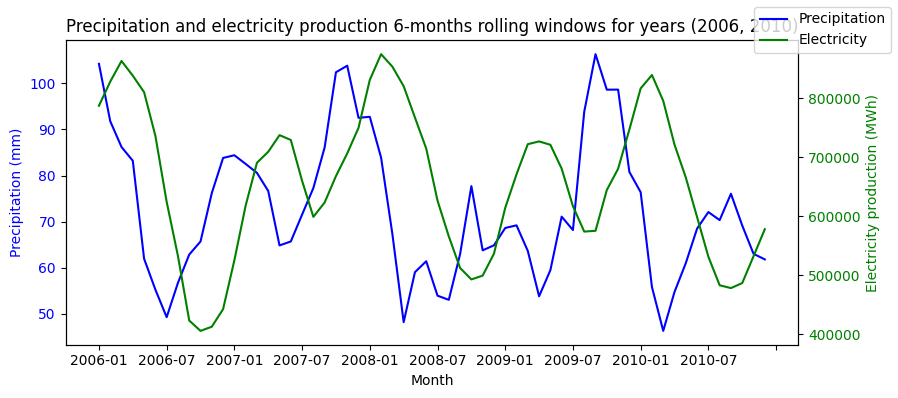 Precipitation and electricity production 6-months rolling windows for years (2006, 2010)
Precipitation
Electricity
100
90
80
70
60
50
Precipitation (mm)
800000
700000
600000
500000
400000
Electricity production (MWh)
2006-01 2006-07 2007-01 2007-07 2008-01 2008-07 2009-01 2009-07 2010-01 2010-07
Month